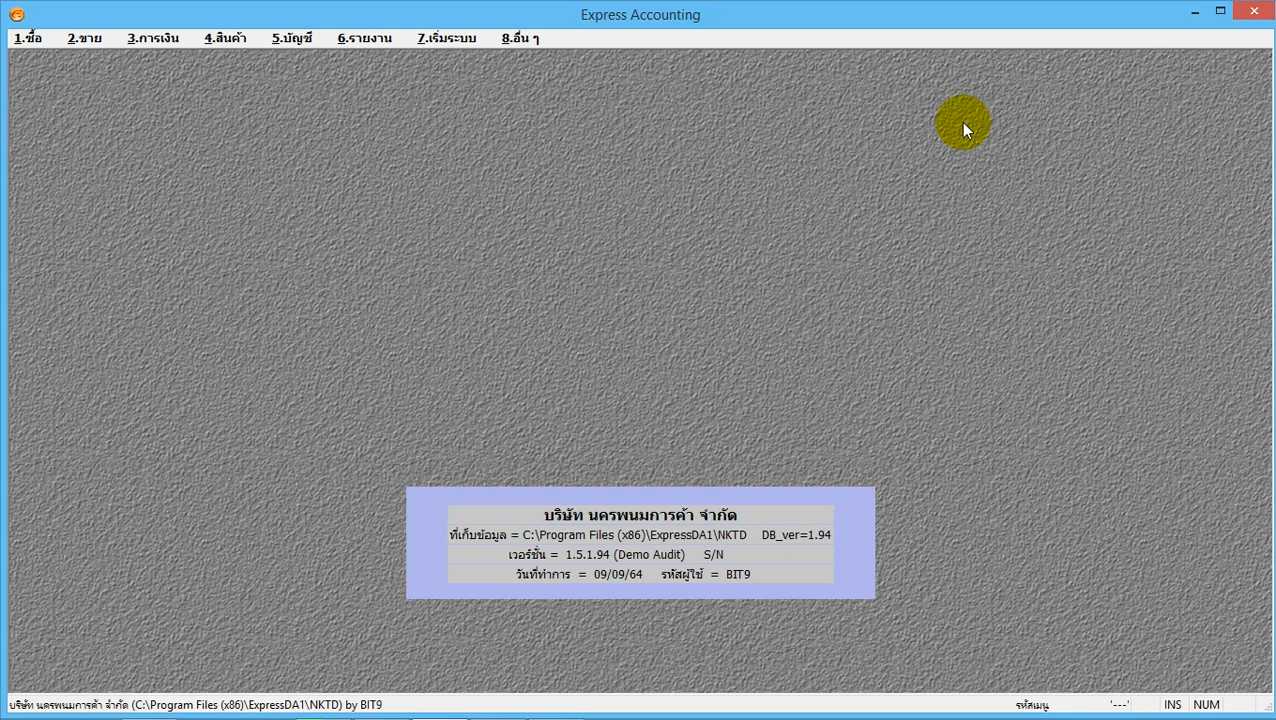 Express Accounting
1.ซื้อ 2.ขาย 3.การเงิน 4.สินค้า 5.บัญชี 6.รายงาน 7.เริ่มระบบ 8.อื่น ๆ
บริษัท นครพนมการค้า จำกัด
ที่เก็บข้อมูล = C:\Program Files (x86)\ExpressDA1\NKTD DB_ver=1.94
เวอร์ชั่น = 1.5.1.94 (Demo Audit) S/N
วันที่ทำการ = 09/09/64 รหัสผู้ใช้ = BIT9
บริษัท นครพนมการค้า จำกัด (C:\Program Files (x86)\ExpressDA1\NKTD) by BIT9 รหัสเมนู '---' INS NUM